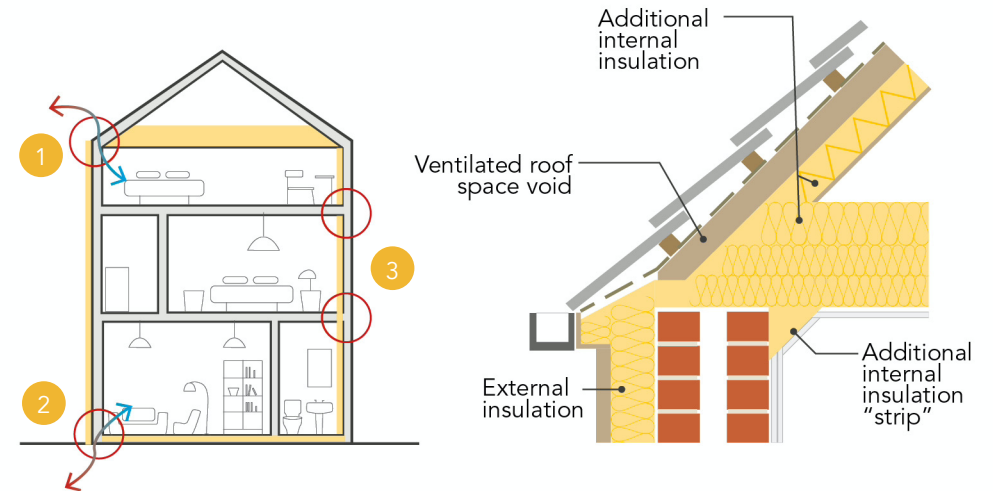 1
2
3
Additional
internal
insulation
Ventilated roof
space void
External
insulation
Additional
internal
insulation
“strip”